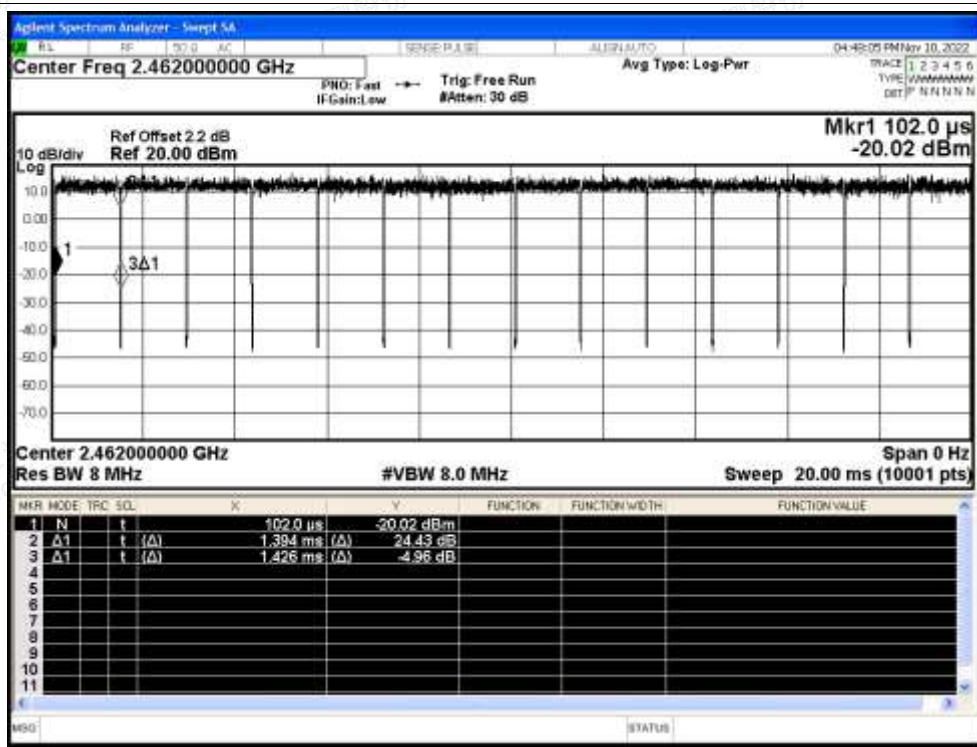 Agilent Spectrum Analyzer - Swept SA
RL RF 50 Ω AC SENSE:PULSE ALIGN AUTO 04:48:05 PM Nov 10, 2022
Center Freq 2.462000000 GHz
PNO: Fast
IFGain:Low
Trig: Free Run
#Atten: 30 dB
Avg Type: Log-Pwr
TRACE 1 2 3 4 5 6
TYPE
DET P N N N N N
Mkr1 102.0 µs
-20.02 dBm
Ref Offset 2.2 dB
10 dB/div Ref 20.00 dBm
Log
10.0
0.00
-10.0
-20.0
-30.0
-40.0
-50.0
-60.0
-70.0
1
3Δ1
Center 2.462000000 GHz Span 0 Hz
Res BW 8 MHz #VBW 8.0 MHz Sweep 20.00 ms (10001 pts)
MKR MODE TRC SCL X Y FUNCTION FUNCTION WIDTH FUNCTION VALUE
1 N t 102.0 µs -20.02 dBm
2 Δ1 t (Δ) 1.394 ms (Δ) 24.43 dB
3 Δ1 t (Δ) 1.426 ms (Δ) -4.96 dB
4
5
6
7
8
9
10
11
MSG STATUS